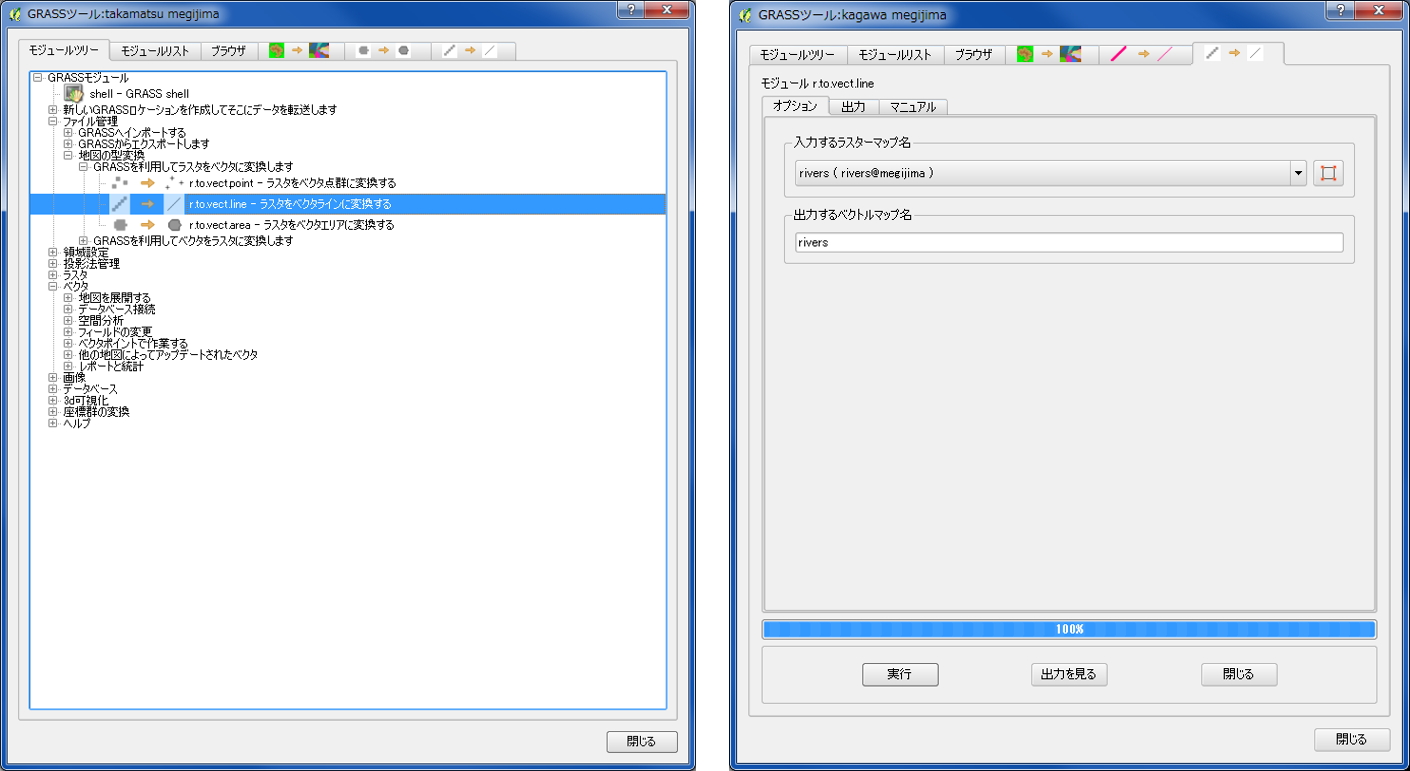 GRASSツール:takamatsu megijima
モジュールツリー
モジュールリスト
ブラウザ
GRASSモジュール
shell - GRASS shell
新しいGRASSロケーションを作成してそこにデータを転送します
ファイル管理
GRASSへインポートする
GRASSからエクスポートします
地図の型変換
GRASSを利用してラスタをベクタに変換します
r.to.vect.point - ラスタをベクタ点群に変換する
r.to.vect.line - ラスタをベクタラインに変換する
r.to.vect.area - ラスタをベクタエリアに変換する
GRASSを利用してベクタをラスタに変換します
領域設定
投影法管理
ラスタ
ベクタ
地図を展開する
データベース接続
空間分析
フィールドの変更
ベクタポイントで作業する
他の地図によってアップデートされたベクタ
レポートと統計
画像
データベース
3d可視化
座標群の変換
ヘルプ
閉じる
GRASSツール:kagawa megijima
モジュールツリー
モジュールリスト
ブラウザ
モジュール r.to.vect.line
オプション
出力
マニュアル
入力するラスターマップ名
rivers ( rivers@megijima )
出力するベクトルマップ名
rivers
100%
実行
出力を見る
閉じる
閉じる